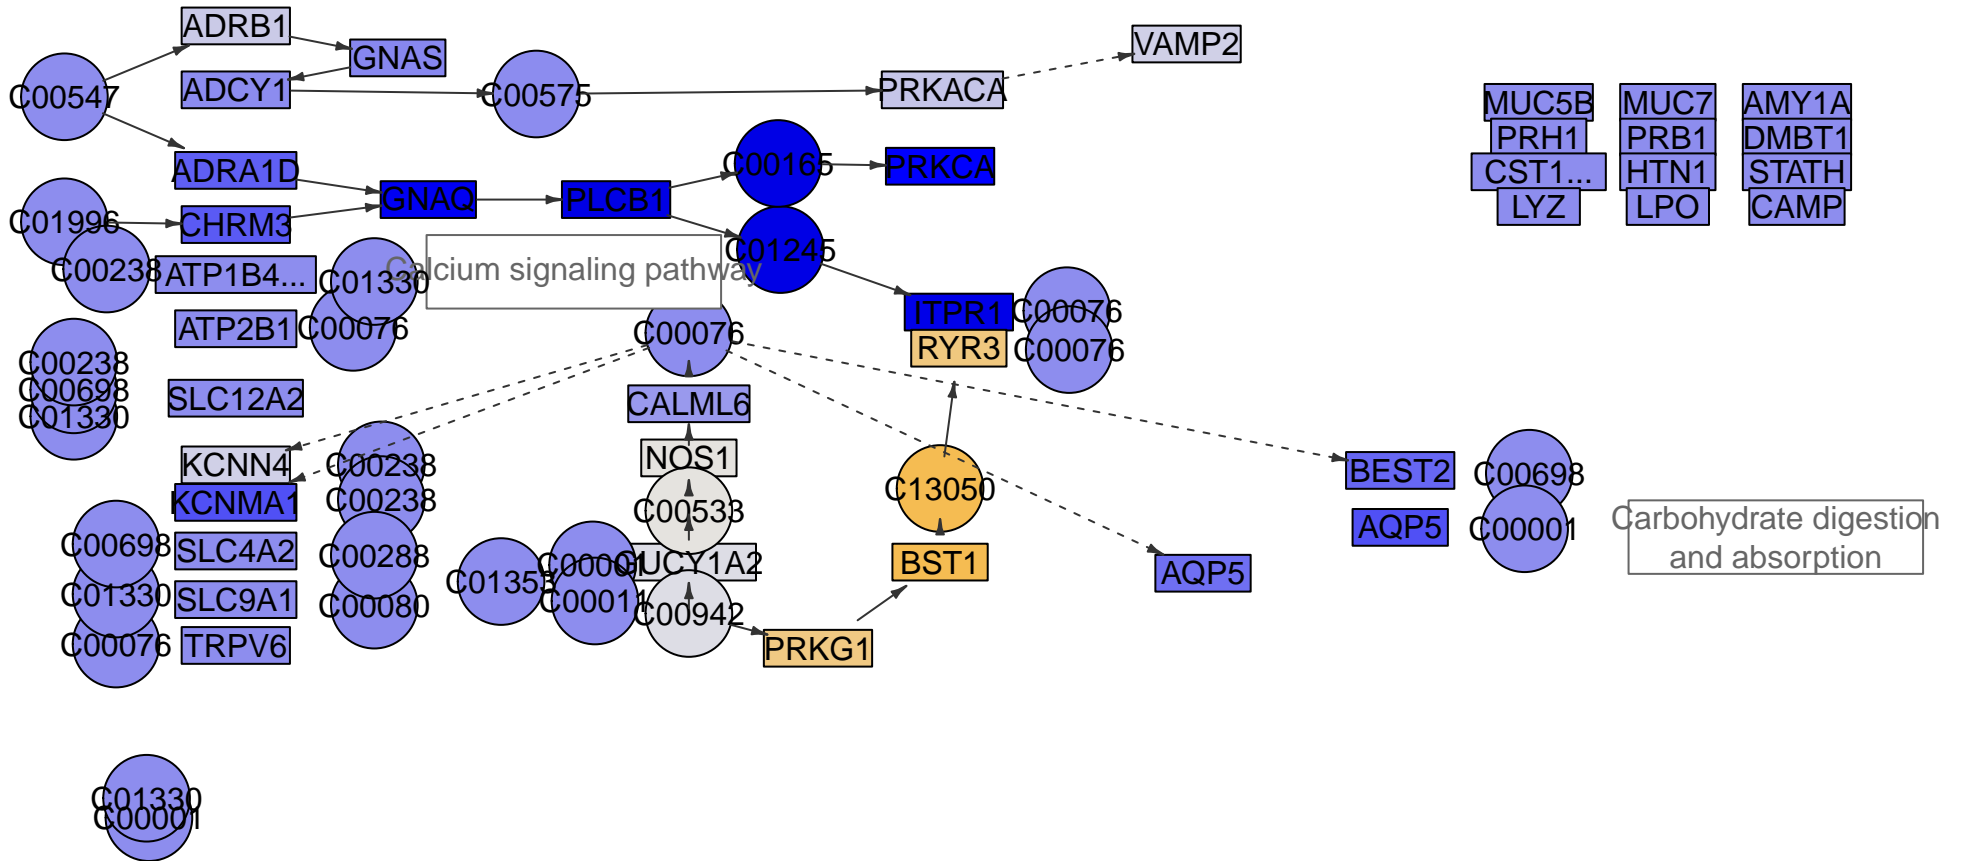 ADRB1
GNAS
VAMP2
C00547
ADCY1
C00575
PRKACA
MUC5B
MUC7
AMY1A
PRH1
PRB1
DMBT1
ADRA1D
C00165
PRKCA
CST1...
HTN1
STATH
GNAQ
PLCB1
LYZ
LPO
CAMP
C01996
CHRM3
C01245
C00238
ATP1B4...
C01330
Calcium signaling pathway
ATP2B1
C00076
C00076
ITPR1
C00076
RYR3
C00076
C00238
C00698
C01330
SLC12A2
CALML6
KCNN4
C00238
NOS1
BEST2
C00698
KCNMA1
C00238
C00533
C13050
AQP5
C00001
Carbohydrate digestion
and absorption
C00698
SLC4A2
C00288
C01353
C00001
GUCY1A2
BST1
AQP5
C01330
SLC9A1
C00080
C00011
C00942
C00076
TRPV6
PRKG1
C01330
C00001